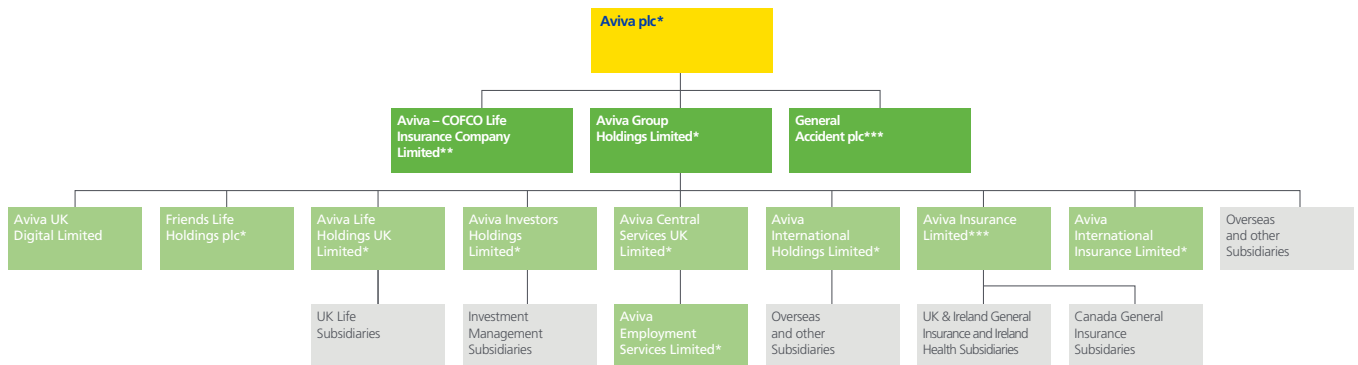 Aviva plc*
Aviva – COFCO Life
Insurance Company
Limited**
Aviva Group
Holdings Limited*
General
Accident plc***
Aviva UK
Digital Limited
Friends Life
Holdings plc*
Aviva Life
Holdings UK
Limited*
Aviva Investors
Holdings
Limited*
Aviva Central
Services UK
Limited*
Aviva
International
Holdings Limited*
Aviva Insurance
Limited***
Aviva
International
Insurance Limited*
Overseas
and other
Subsidiaries
UK Life
Subsidiaries
Investment
Management
Subsidiaries
Aviva
Employment
Services Limited*
Overseas
and other
Subsidiaries
UK & Ireland General
Insurance and Ireland
Health Subsidiaries
Canada General
Insurance
Subsidaries